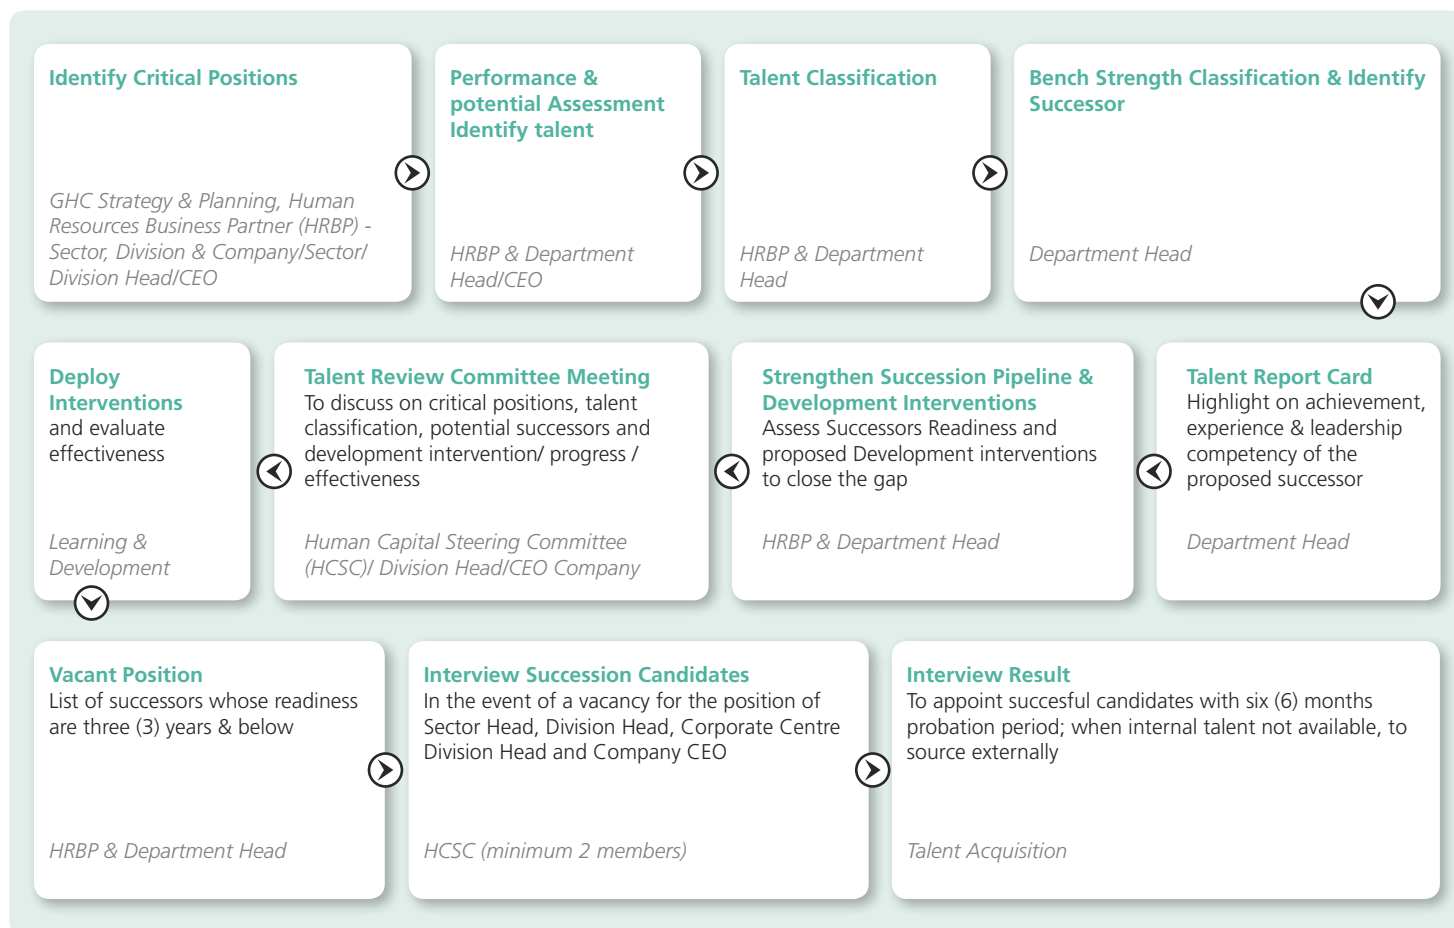 Identify Critical Positions
GHC Strategy & Planning, Human
Resources Business Partner (HRBP) -
Sector, Division & Company/Sector/
Division Head/CEO
Performance &
potential Assessment
Identify talent
HRBP & Department
Head/CEO
Talent Classification
HRBP & Department
Head
Bench Strength Classification & Identify
Successor
Department Head
Talent Report Card
Highlight on achievement,
experience & leadership
competency of the
proposed successor
Department Head
Strengthen Succession Pipeline &
Development Interventions
Assess Successors Readiness and
proposed Development interventions
to close the gap
HRBP & Department Head
Talent Review Committee Meeting
To discuss on critical positions, talent
classification, potential successors and
development intervention/ progress /
effectiveness
Human Capital Steering Committee
(HCSC)/ Division Head/CEO Company
Deploy
Interventions
and evaluate
effectiveness
Learning &
Development
Vacant Position
List of successors whose readiness
are three (3) years & below
HRBP & Department Head
Interview Succession Candidates
In the event of a vacancy for the position of
Sector Head, Division Head, Corporate Centre
Division Head and Company CEO
HCSC (minimum 2 members)
Interview Result
To appoint succesful candidates with six (6) months
probation period; when internal talent not available, to
source externally
Talent Acquisition